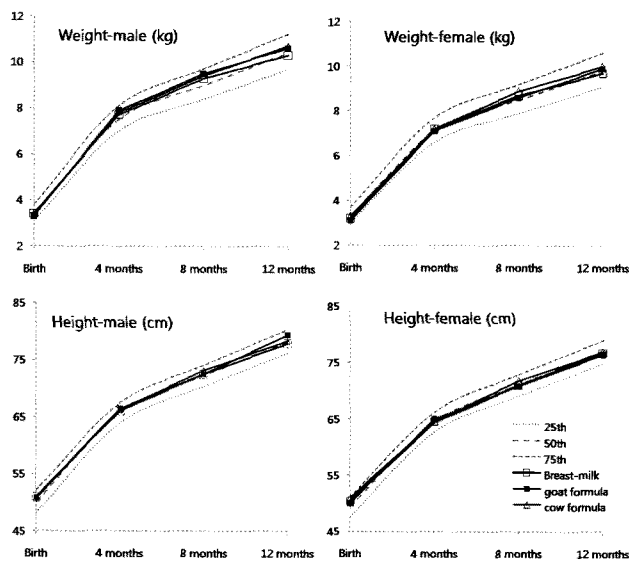 Weight-male (kg)
12
10
8
6
4
2
Birth 4 months 8 months 12 months
Weight-female (kg)
12
10
8
6
4
2
Birth 4 months 8 months 12 months
Height-male (cm)
85
75
65
55
45
Birth 4 months 8 months 12 months
Height-female (cm)
85
75
65
55
45
Birth 4 months 8 months 12 months
25th
50th
75th
Breast-milk
goat formula
cow formula